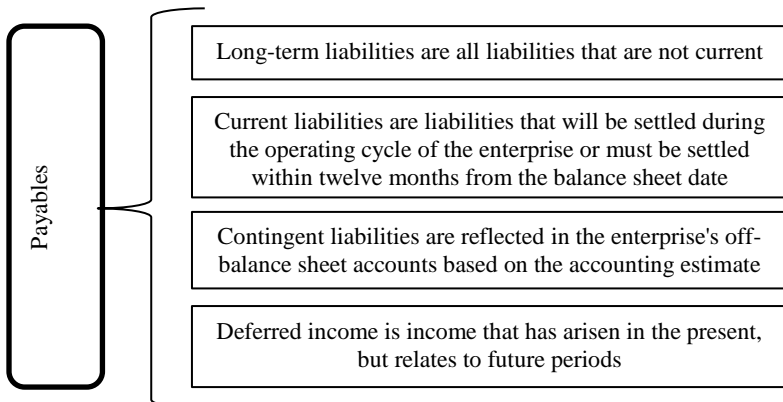 Payables
Long-term liabilities are all liabilities that are not current
Current liabilities are liabilities that will be settled during
the operating cycle of the enterprise or must be settled
within twelve months from the balance sheet date
Contingent liabilities are reflected in the enterprise's off-
balance sheet accounts based on the accounting estimate
Deferred income is income that has arisen in the present,
but relates to future periods